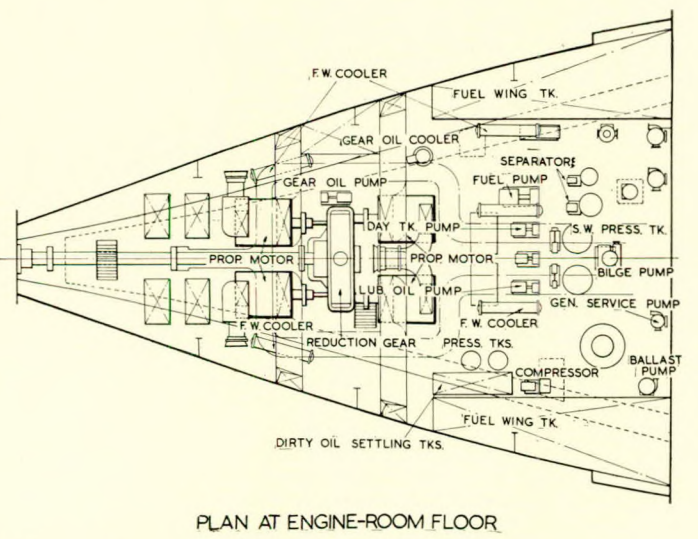 F.W. COOLER
FUEL WING TK.
GEAR OIL COOLER
SEPARATORS
GEAR OIL PUMP
FUEL PUMP
DAY TK. PUMP
S.W. PRESS. TK.
PROP. MOTOR
PROP. MOTOR
BILGE PUMP
LUB OIL PUMP
GEN. SERVICE PUMP
F.W. COOLER
F.W. COOLER
REDUCTION GEAR
PRESS. TKS.
BALLAST
PUMP
COMPRESSOR
FUEL WING TK.
DIRTY OIL SETTLING TKS.
PLAN AT ENGINE-ROOM FLOOR